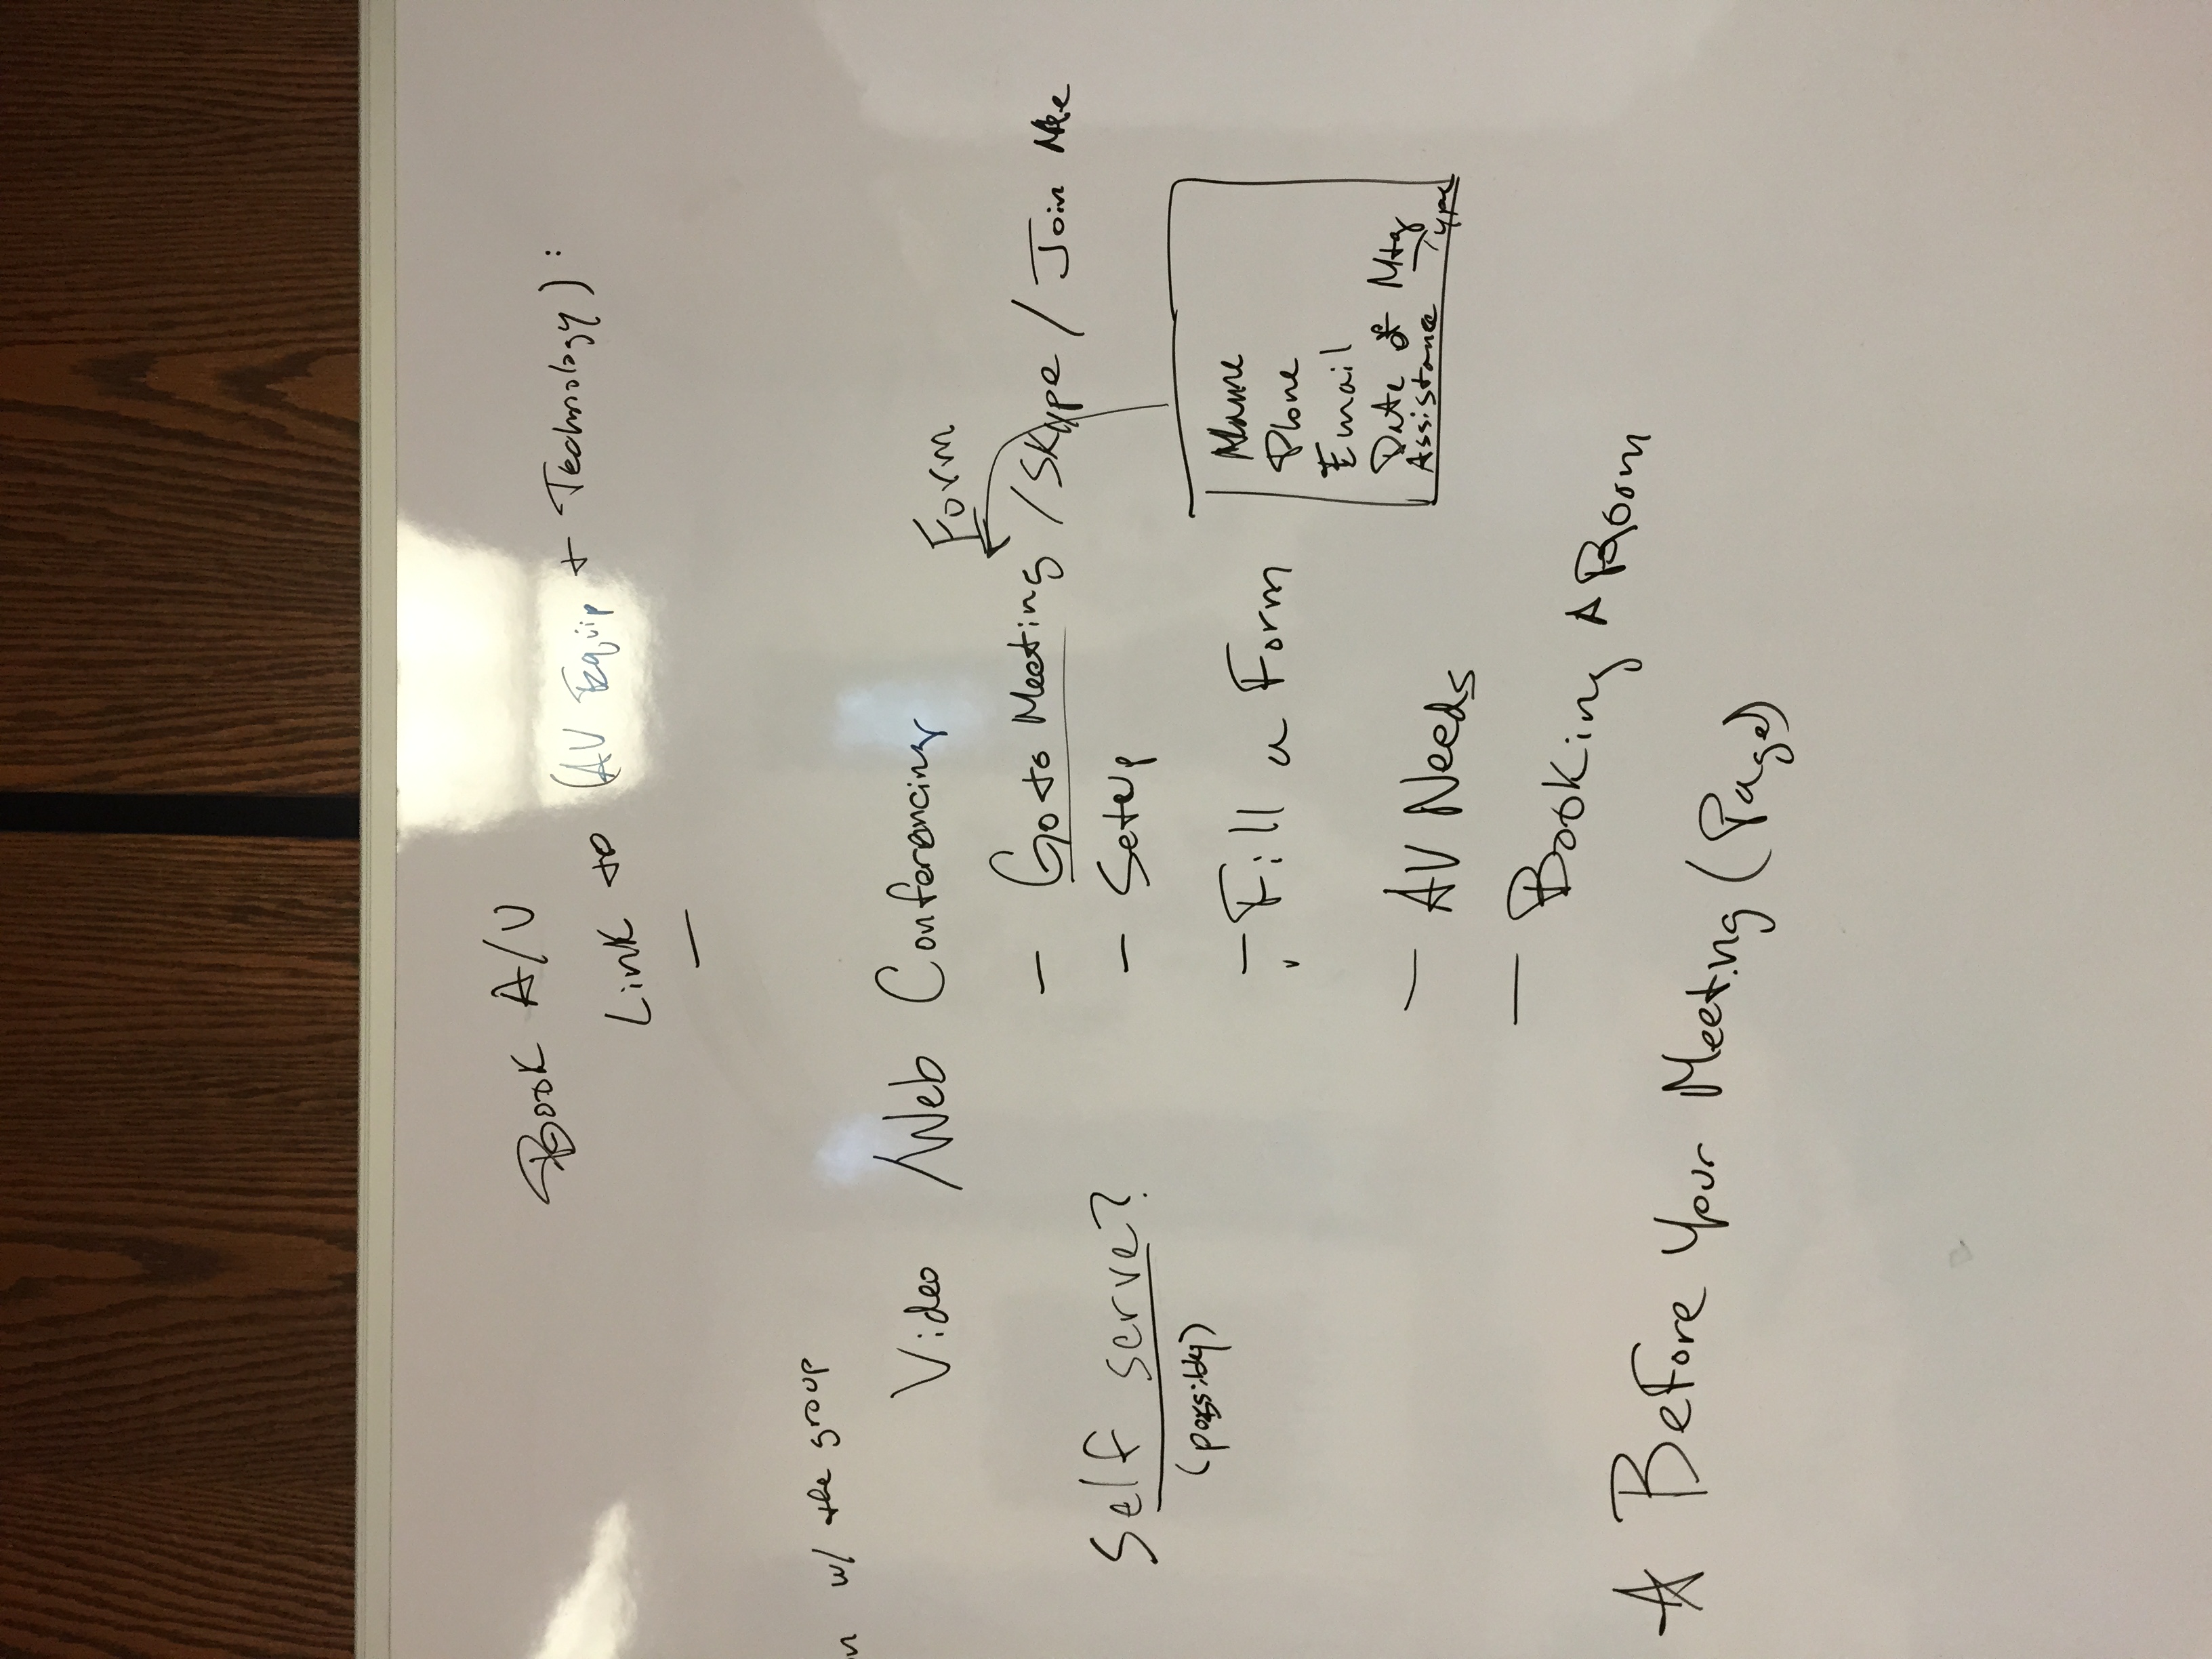 Book A/V
Link to (AV Equip + Technology):
—
w/ the group
Video /Web Conferencing
Form
- Go to Meeting /Skype / Join Me
Self serve?
(possibly)
- Setup
- Fill a Form
Name
Phone
Email
Date of Mtg
Assistance Type
- AV Needs
- Booking A Room
☆ Before Your Meeting (Page)